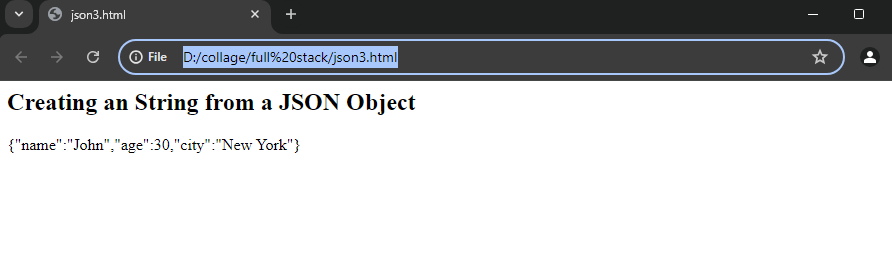 json3.html
File D:/collage/full%20stack/json3.html
Creating an String from a JSON Object
{"name":"John","age":30,"city":"New York"}